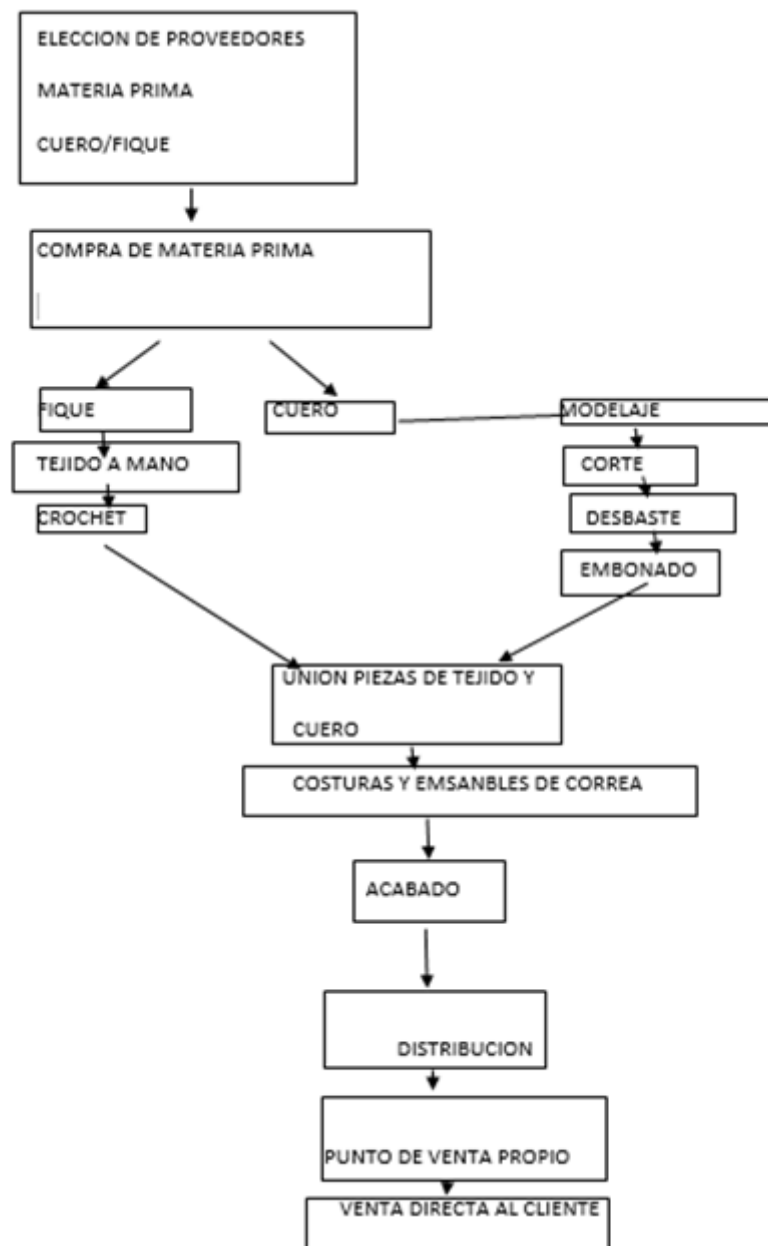 ELECCION DE PROVEEDORES
MATERIA PRIMA
CUERO/FIQUE
COMPRA DE MATERIA PRIMA
FIQUE
CUERO
MODELAJE
TEJIDO A MANO
CORTE
CROCHET
DESBASTE
EMBONADO
UNION PIEZAS DE TEJIDO Y
CUERO
COSTURAS Y EMSANBLES DE CORREA
ACABADO
DISTRIBUCION
PUNTO DE VENTA PROPIO
VENTA DIRECTA AL CLIENTE